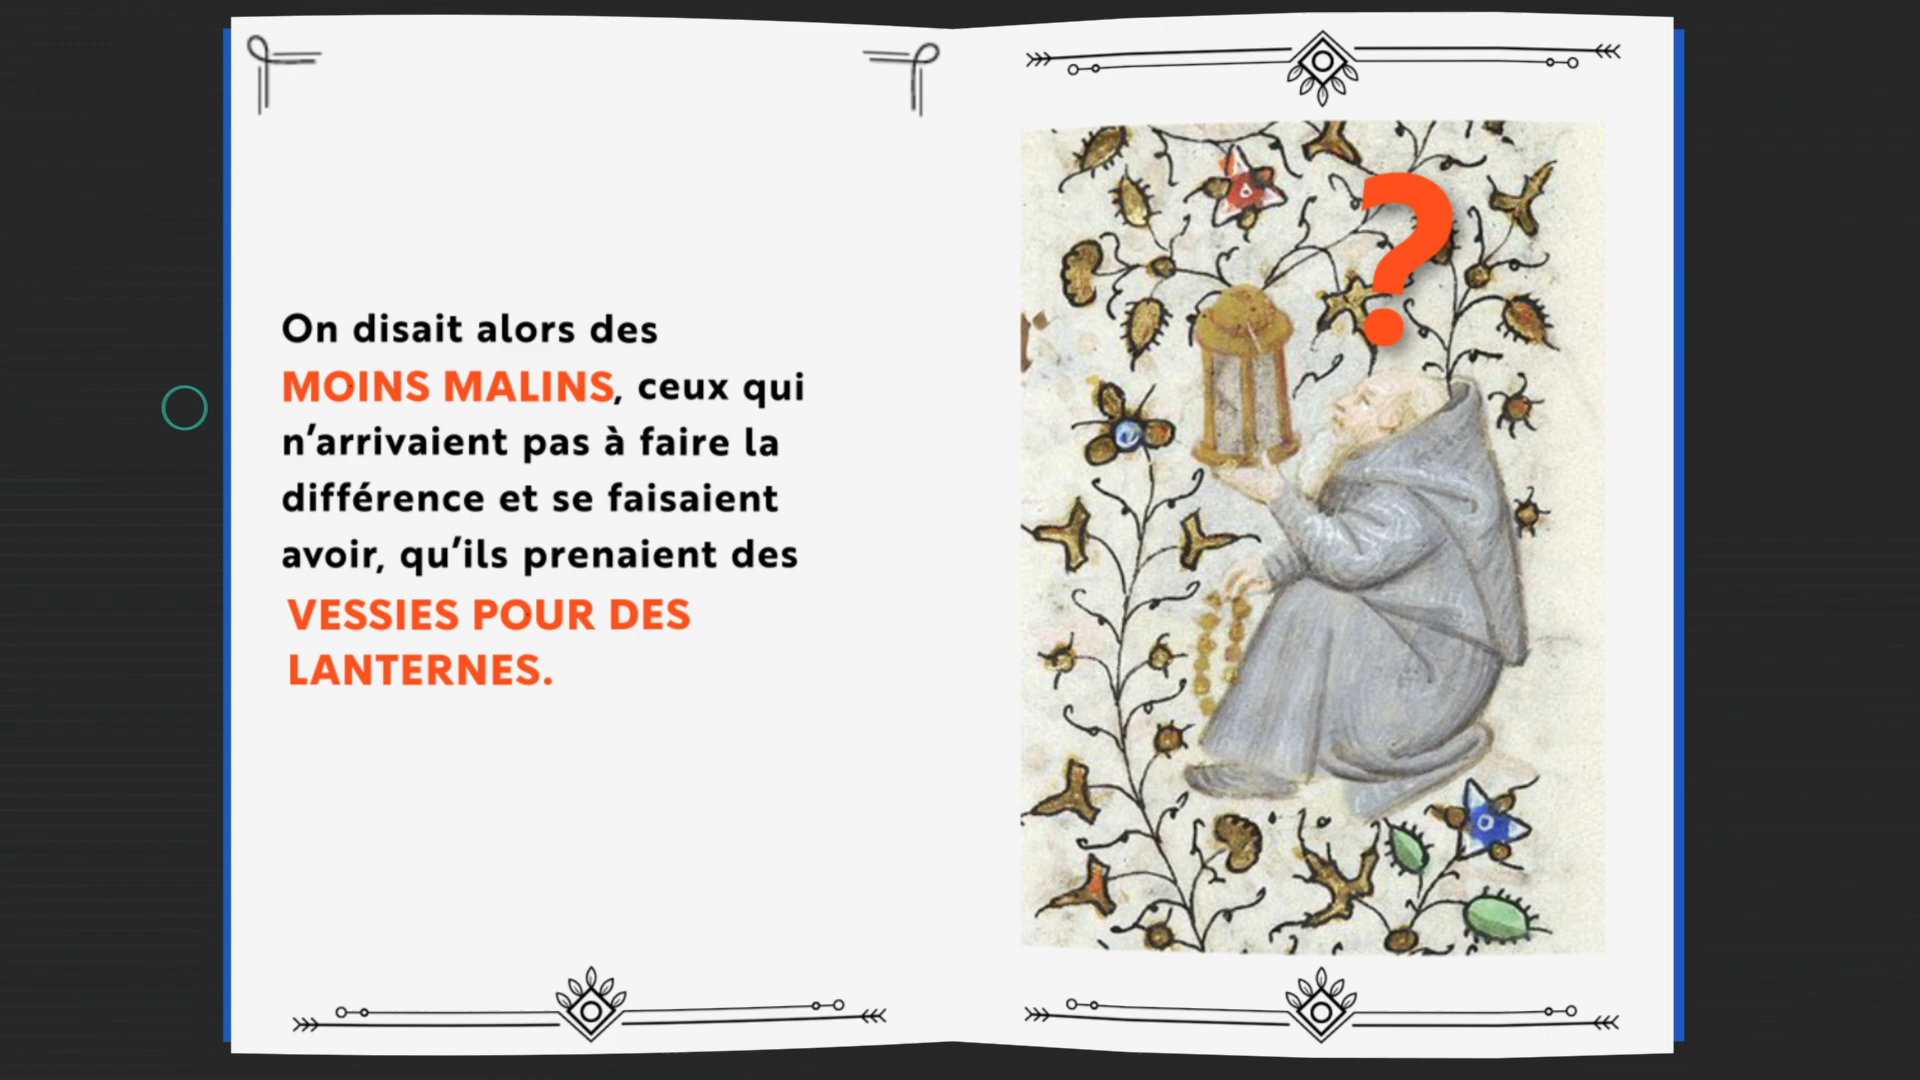 On disait alors des
MOINS MALINS, ceux qui
n’arrivaient pas à faire la
différence et se faisaient
avoir, qu’ils prenaient des
VESSIES POUR DES
LANTERNES.
?